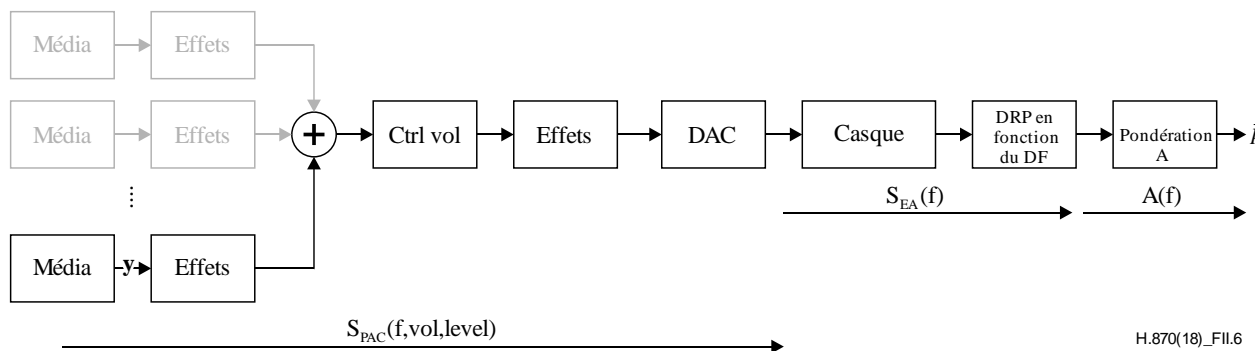 Média
Effets
Média
Effets
+
Ctrl vol
Effets
DAC
Casque
DRP en
fonction
du DF
Pondération
A
S_EA(f)
A(f)
Média
y
Effets
S_PAC(f,vol,level)
H.870(18)_FII.6